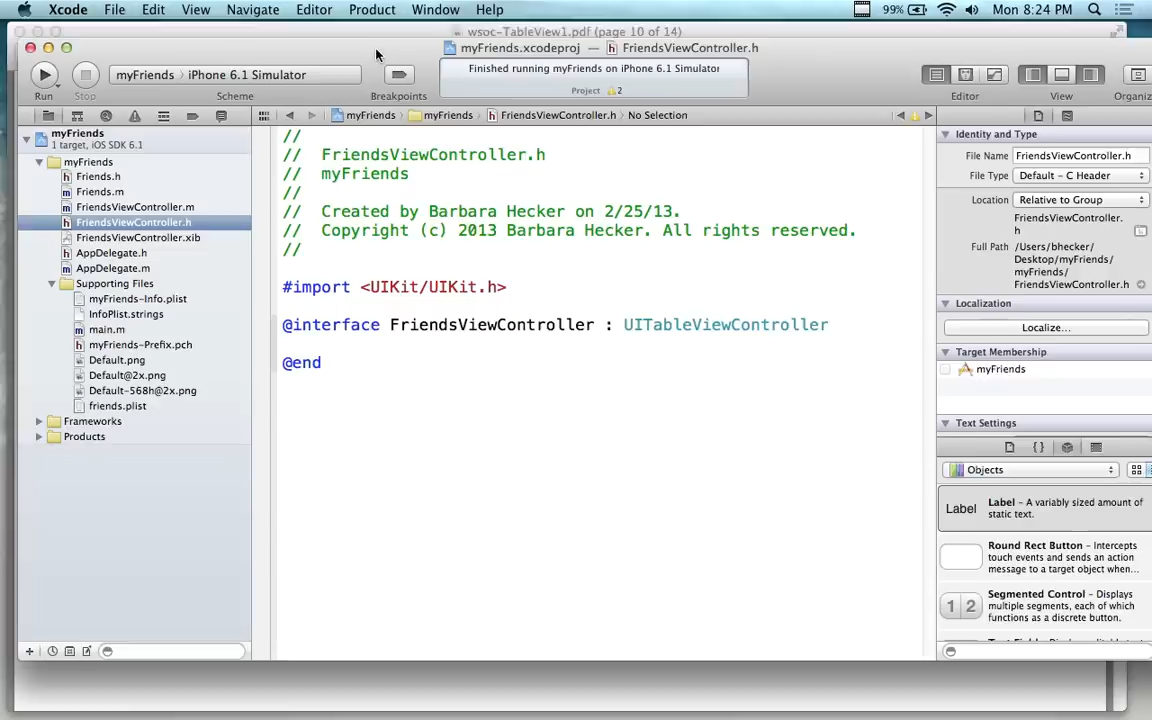 Xcode File Edit View Navigate Editor Product Window Help 99% Mon 8:24 PM
wsoc-TableView1.pdf (page 10 of 14)
myFriends.xcodeproj — FriendsViewController.h
myFriends iPhone 6.1 Simulator
Finished running myFriends on iPhone 6.1 Simulator
Project 2
Run Stop Scheme Breakpoints Editor View Organiz
myFriends myFriends FriendsViewController.h No Selection
myFriends
1 target, iOS SDK 6.1
myFriends
Friends.h
Friends.m
FriendsViewController.m
FriendsViewController.h
FriendsViewController.xib
AppDelegate.h
AppDelegate.m
Supporting Files
myFriends-Info.plist
InfoPlist.strings
main.m
myFriends-Prefix.pch
Default.png
Default@2x.png
Default-568h@2x.png
friends.plist
Frameworks
Products
//
// FriendsViewController.h
// myFriends
//
// Created by Barbara Hecker on 2/25/13.
// Copyright (c) 2013 Barbara Hecker. All rights reserved.
//
#import <UIKit/UIKit.h>
@interface FriendsViewController : UITableViewController
@end
Identity and Type
File Name FriendsViewController.h
File Type Default - C Header
Location Relative to Group
FriendsViewController.
h
Full Path /Users/bhecker/
Desktop/myFriends/
myFriends/
FriendsViewController.h
Localization
Localize...
Target Membership
myFriends
Text Settings
{ }
Objects
Label Label - A variably sized amount of
static text.
Round Rect Button - Intercepts
touch events and sends an action
message to a target object when...
1 2 Segmented Control - Displays
multiple segments, each of which
functions as a discrete button.